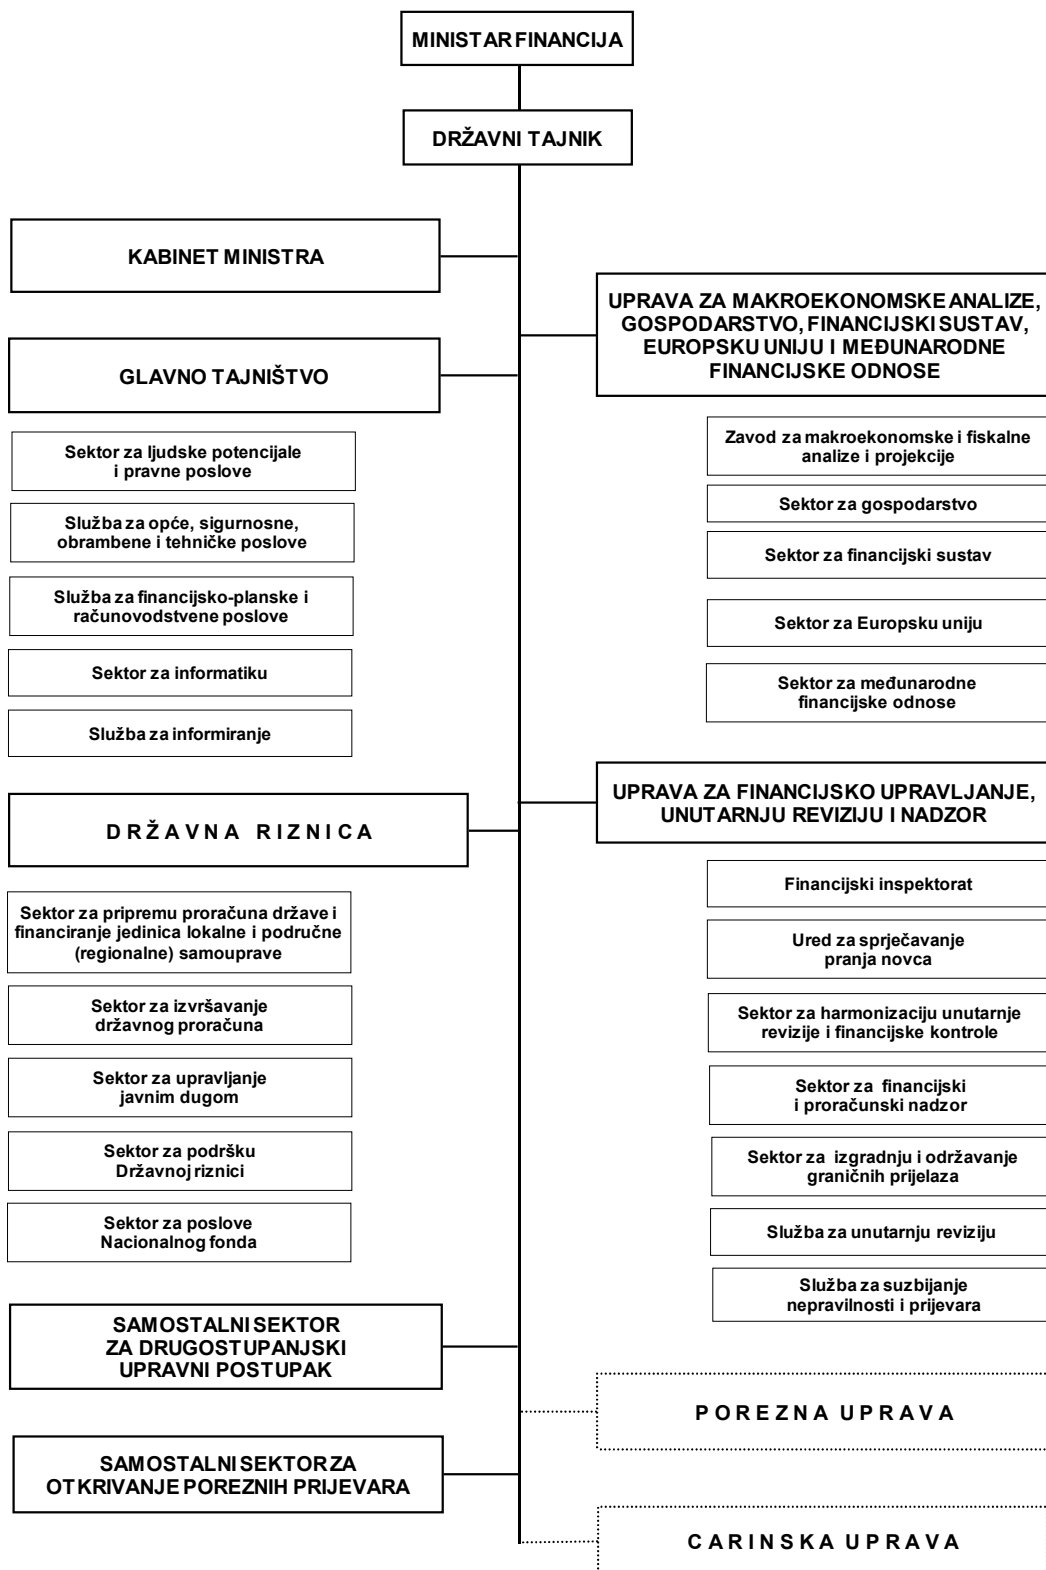 MINISTAR FINANCIJA
DRŽAVNI TAJNIK
KABINET MINISTRA
GLAVNO TAJNIŠTVO
Sektor za ljudske potencijale
i pravne poslove
Služba za opće, sigurnosne,
obrambene i tehničke poslove
Služba za financijsko-planske i
računovodstvene poslove
Sektor za informatiku
Služba za informiranje
DRŽAVNA RIZNICA
Sektor za pripremu proračuna države i
financiranje jedinica lokalne i područne
(regionalne) samouprave
Sektor za izvršavanje
državnog proračuna
Sektor za upravljanje
javnim dugom
Sektor za podršku
Državnoj riznici
Sektor za poslove
Nacionalnog fonda
SAMOSTALNI SEKTOR
ZA DRUGOSTUPANJSKI
UPRAVNI POSTUPAK
SAMOSTALNI SEKTOR ZA
OTKRIVANJE POREZNIH PRIJEVARA
UPRAVA ZA MAKROEKONOMSKE ANALIZE,
GOSPODARSTVO, FINANCIJSKI SUSTAV,
EUROPSKU UNIJU I MEĐUNARODNE
FINANCIJSKE ODNOSE
Zavod za makroekonomske i fiskalne
analize i projekcije
Sektor za gospodarstvo
Sektor za financijski sustav
Sektor za Europsku uniju
Sektor za međunarodne
financijske odnose
UPRAVA ZA FINANCIJSKO UPRAVLJANJE,
UNUTARNJU REVIZIJU I NADZOR
Financijski inspektorat
Ured za sprječavanje
pranja novca
Sektor za harmonizaciju unutarnje
revizije i financijske kontrole
Sektor za financijski
i proračunski nadzor
Sektor za izgradnju i održavanje
graničnih prijelaza
Služba za unutarnju reviziju
Služba za suzbijanje
nepravilnosti i prijevara
POREZNA UPRAVA
CARINSKA UPRAVA